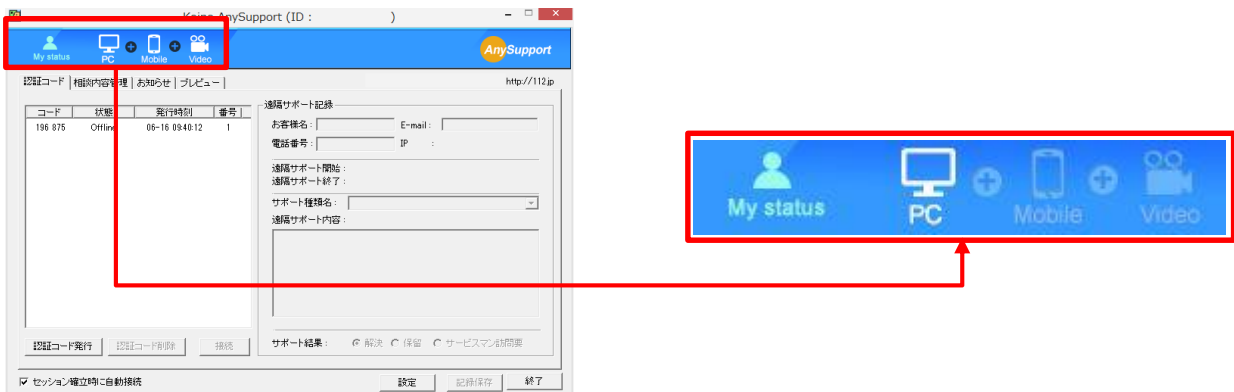 AnySupport (ID : )
My status PC Mobile Video
AnySupport
認証コード 相談内容管理 お知らせ プレビュー
http://112.jp
コード 状態 発行時刻 番号
196 875 Offline 06-16 09:40:12 1
遠隔サポート記録
お客様名 : E-mail :
電話番号 : IP :
遠隔サポート開始 :
遠隔サポート終了 :
サポート種類名 :
遠隔サポート内容 :
サポート結果 : 解決 保留 サービスマン訪問要
認証コード発行 認証コード削除 接続
セッション確立時に自動接続
設定 記録保存 終了
My status PC Mobile Video